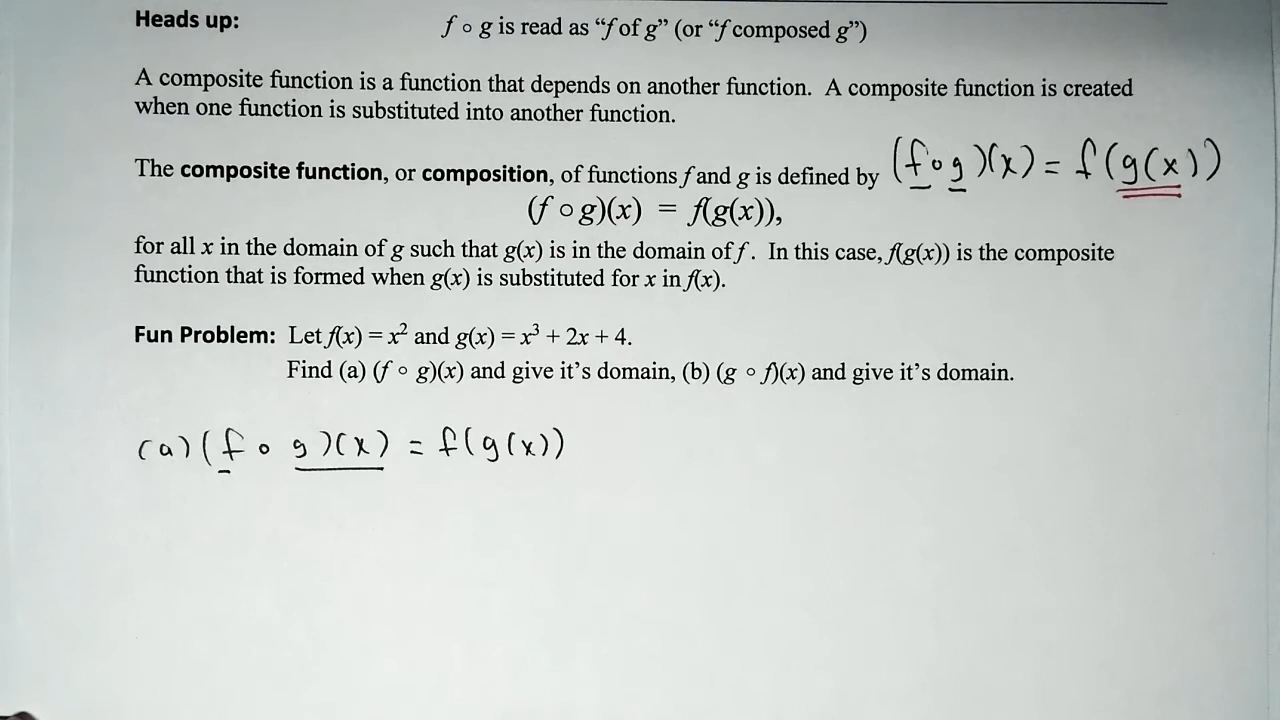 Heads up: f ∘ g is read as “f of g” (or “f composed g”)
A composite function is a function that depends on another function. A composite function is created
when one function is substituted into another function.
The composite function, or composition, of functions f and g is defined by (f∘g)(x) = f(g(x))
(f ∘ g)(x) = f(g(x)),
for all x in the domain of g such that g(x) is in the domain of f. In this case, f(g(x)) is the composite
function that is formed when g(x) is substituted for x in f(x).
Fun Problem: Let f(x) = x² and g(x) = x³ + 2x + 4.
Find (a) (f ∘ g)(x) and give it’s domain, (b) (g ∘ f)(x) and give it’s domain.
(a) (f ∘ g)(x) = f(g(x))